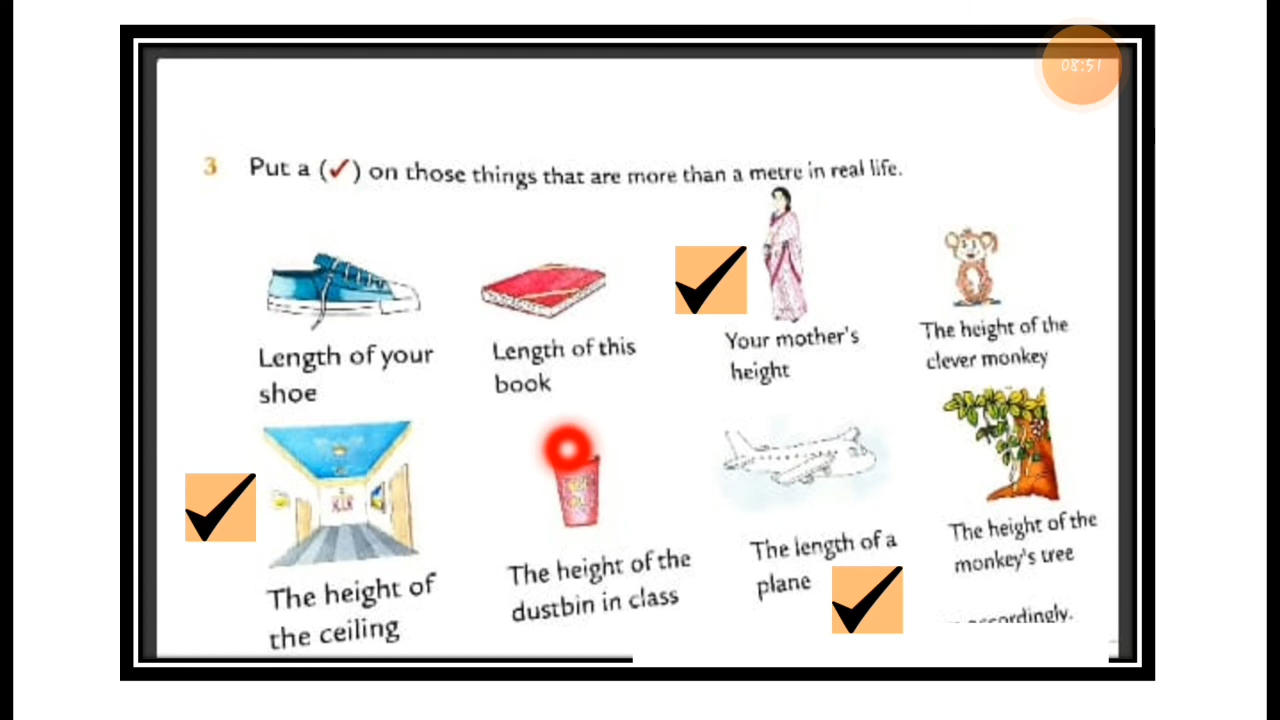 08:51
3 Put a (✓) on those things that are more than a metre in real life.
Length of your
shoe
Length of this
book
Your mother's
height
The height of the
clever monkey
The height of
the ceiling
The height of the
dustbin in class
The length of a
plane
The height of the
monkey's tree
accordingly.